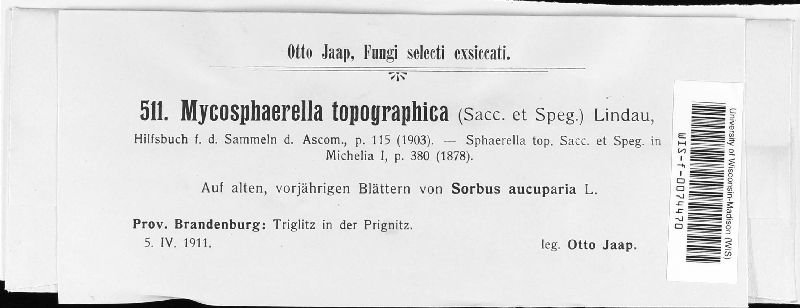 Otto Jaap, Fungi selecti exsiccati.
511. Mycosphaerella topographica (Sacc. et Speg.) Lindau,
Hilfsbuch f. d. Sammeln d. Ascom., p. 115 (1903). — Sphaerella top. Sacc. et Speg. in
Michelia I, p. 380 (1878).
Auf alten, vorjährigen Blättern von Sorbus aucuparia L.
Prov. Brandenburg: Triglitz in der Prignitz.
5. IV. 1911. leg. Otto Jaap.
University of Wisconsin-Madison (WIS)
WIS-f-0074470